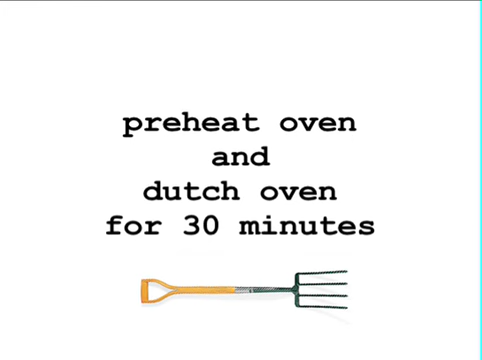 preheat oven
and
dutch oven
for 30 minutes